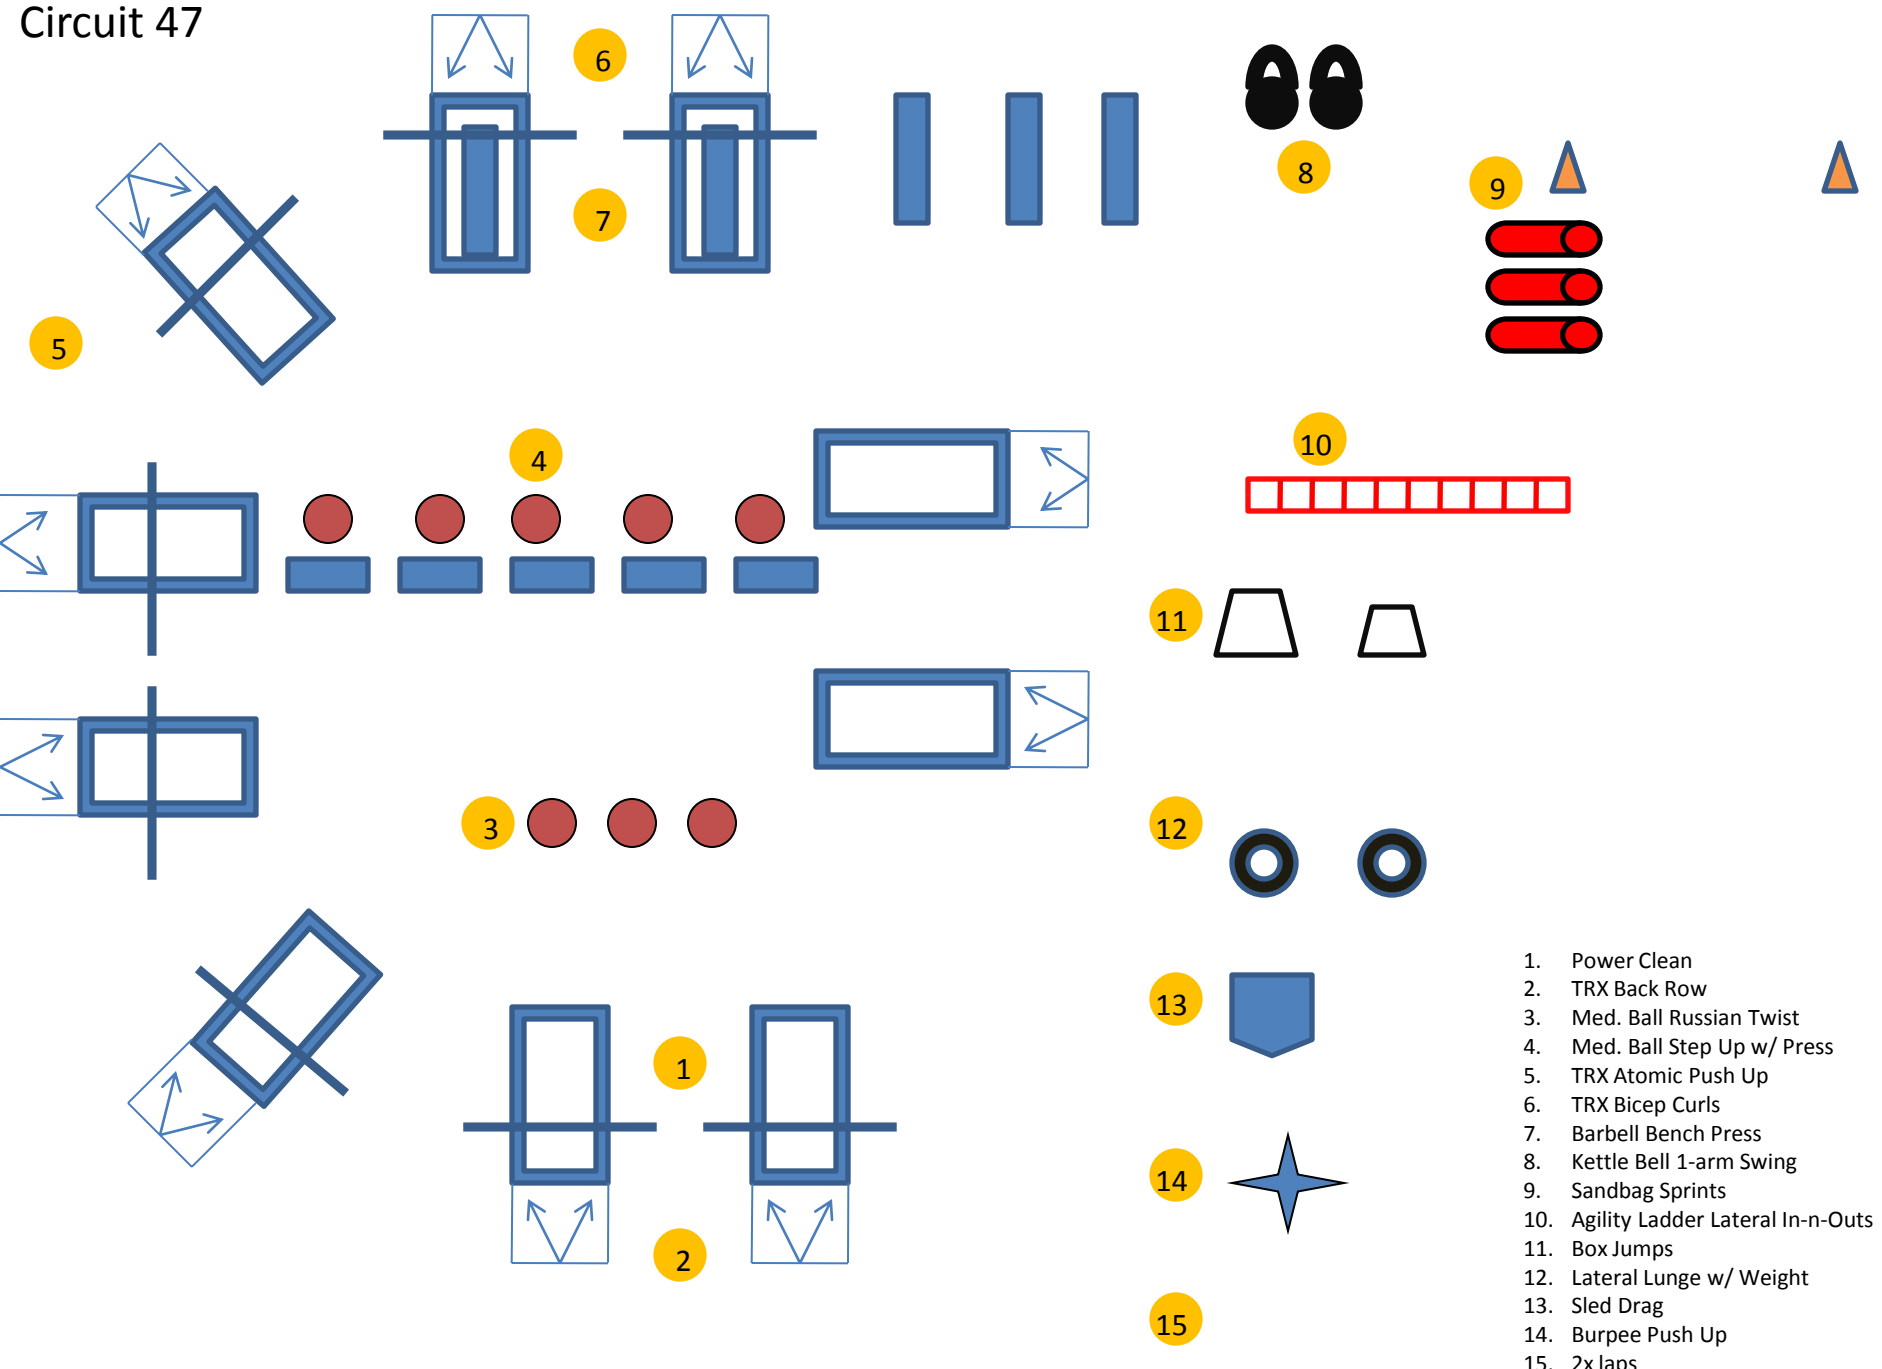 Circuit 47
6
7
8
9
5
4
10
11
3
12
13
1
14
2
15
1. Power Clean
2. TRX Back Row
3. Med. Ball Russian Twist
4. Med. Ball Step Up w/ Press
5. TRX Atomic Push Up
6. TRX Bicep Curls
7. Barbell Bench Press
8. Kettle Bell 1-arm Swing
9. Sandbag Sprints
10. Agility Ladder Lateral In-n-Outs
11. Box Jumps
12. Lateral Lunge w/ Weight
13. Sled Drag
14. Burpee Push Up
15. 2x laps